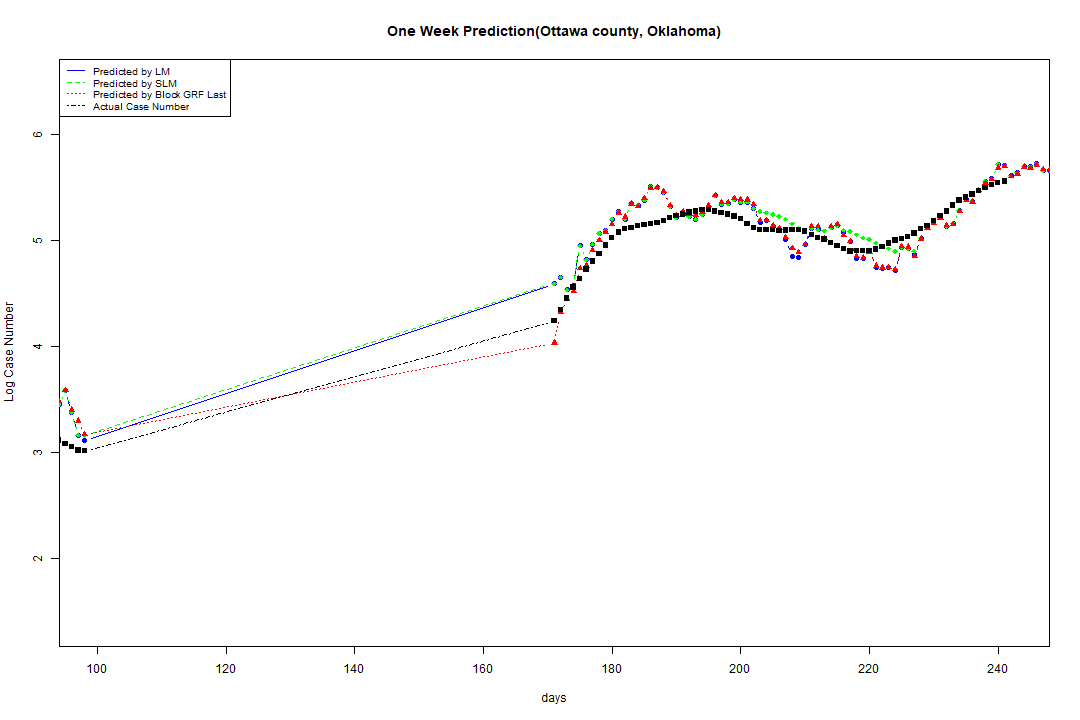 One Week Prediction(Ottawa county, Oklahoma)
Predicted by LM
Predicted by SLM
Predicted by Block GRF Last
Actual Case Number
6
5
4
3
2
Log Case Number
100 120 140 160 180 200 220 240
days